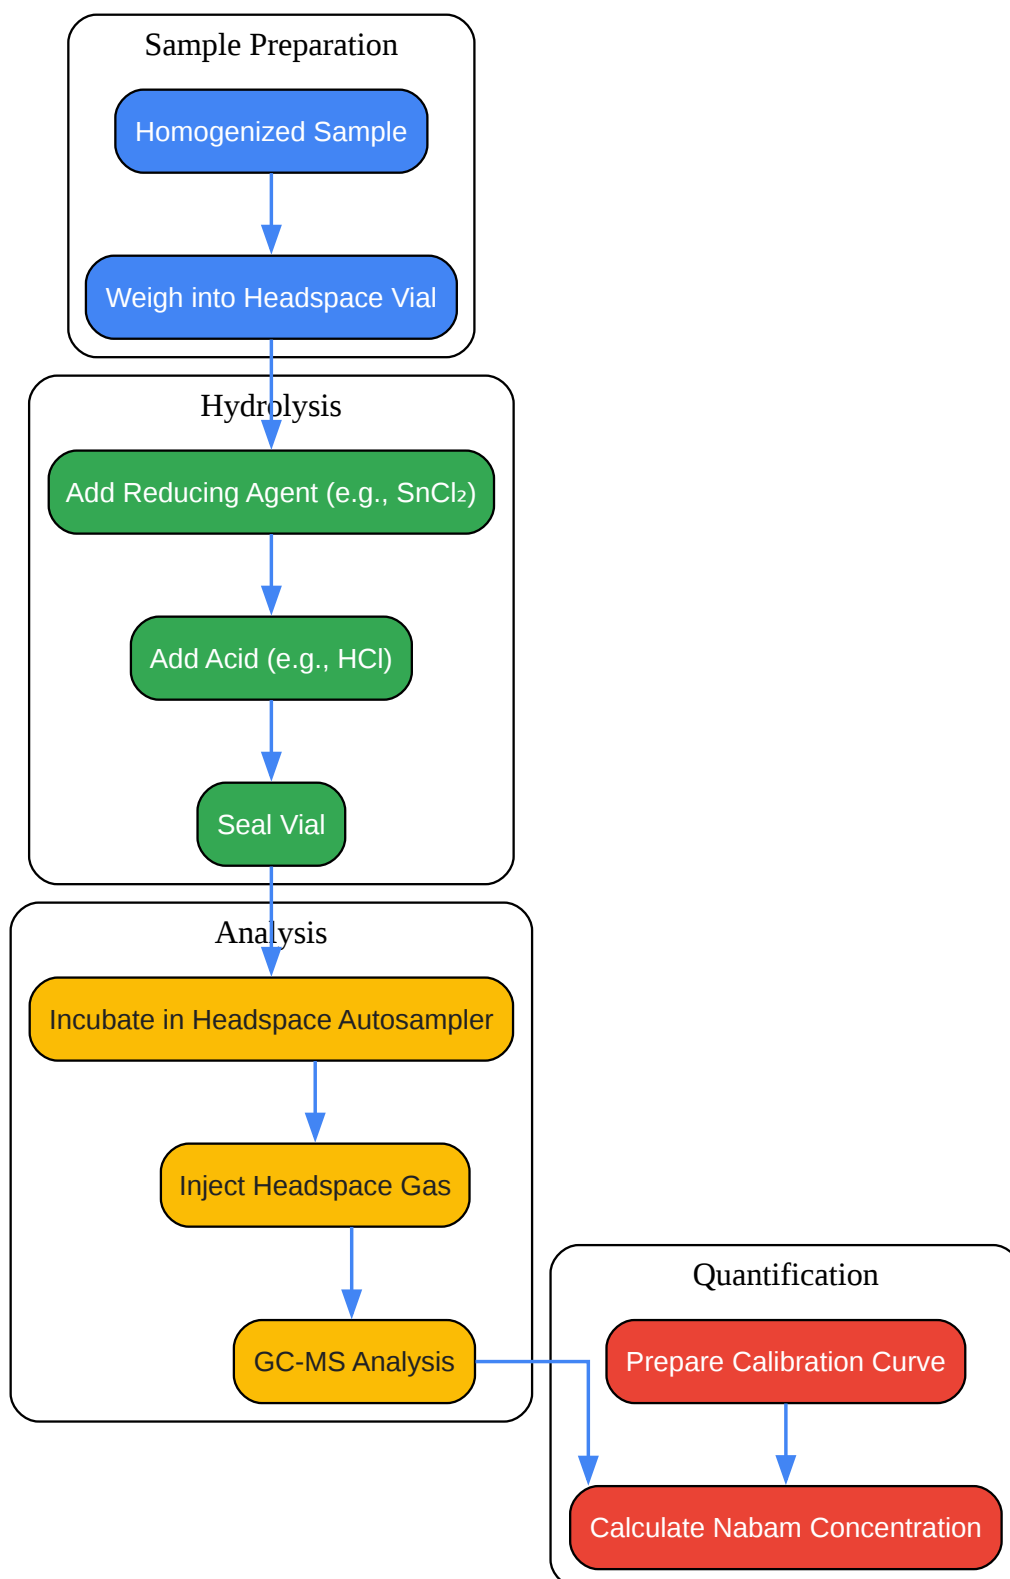 Sample Preparation
Homogenized Sample
Weigh into Headspace Vial
Hydrolysis
Add Reducing Agent (e.g., SnCl₂)
Add Acid (e.g., HCl)
Seal Vial
Analysis
Incubate in Headspace Autosampler
Inject Headspace Gas
GC-MS Analysis
Quantification
Prepare Calibration Curve
Calculate Nabam Concentration